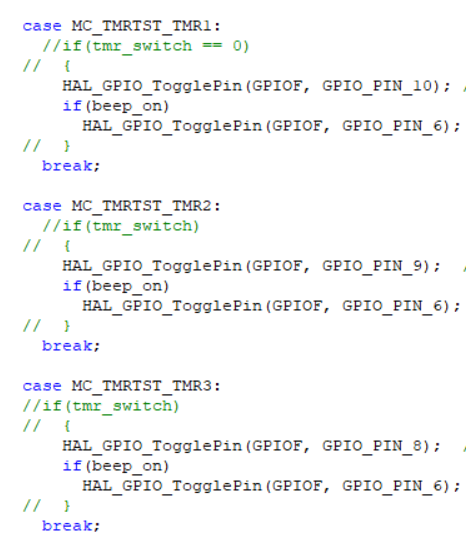 case MC_TMRTST_TMR1:
//if(tmr_switch == 0)
// {
HAL_GPIO_TogglePin(GPIOF, GPIO_PIN_10); /
if(beep_on)
HAL_GPIO_TogglePin(GPIOF, GPIO_PIN_6);
// }
break;
case MC_TMRTST_TMR2:
//if(tmr_switch)
// {
HAL_GPIO_TogglePin(GPIOF, GPIO_PIN_9); /
if(beep_on)
HAL_GPIO_TogglePin(GPIOF, GPIO_PIN_6);
// }
break;
case MC_TMRTST_TMR3:
//if(tmr_switch)
// {
HAL_GPIO_TogglePin(GPIOF, GPIO_PIN_8); /
if(beep_on)
HAL_GPIO_TogglePin(GPIOF, GPIO_PIN_6);
// }
break;